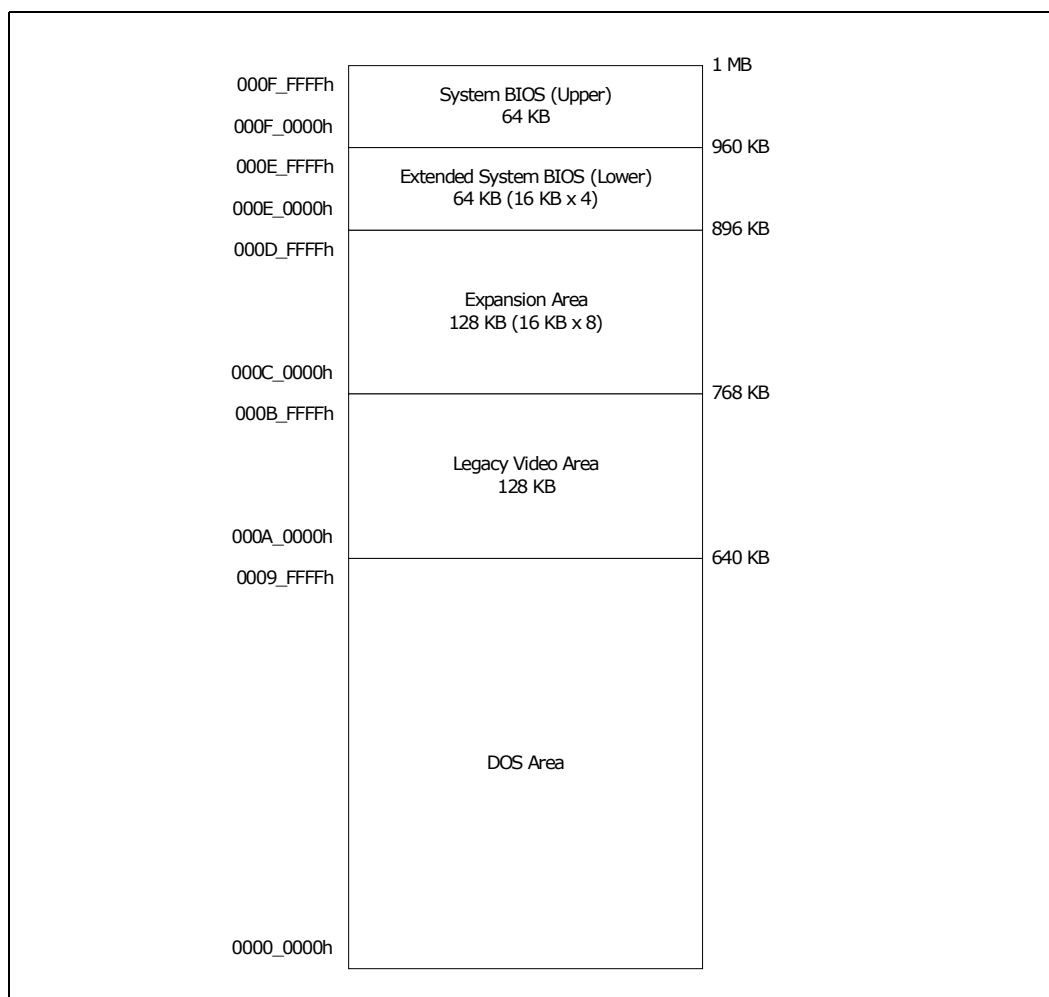 1 MB
000F_FFFFh
System BIOS (Upper)
64 KB
000F_0000h
960 KB
000E_FFFFh
Extended System BIOS (Lower)
64 KB (16 KB x 4)
000E_0000h
896 KB
000D_FFFFh
Expansion Area
128 KB (16 KB x 8)
000C_0000h
768 KB
000B_FFFFh
Legacy Video Area
128 KB
000A_0000h
640 KB
0009_FFFFh
DOS Area
0000_0000h